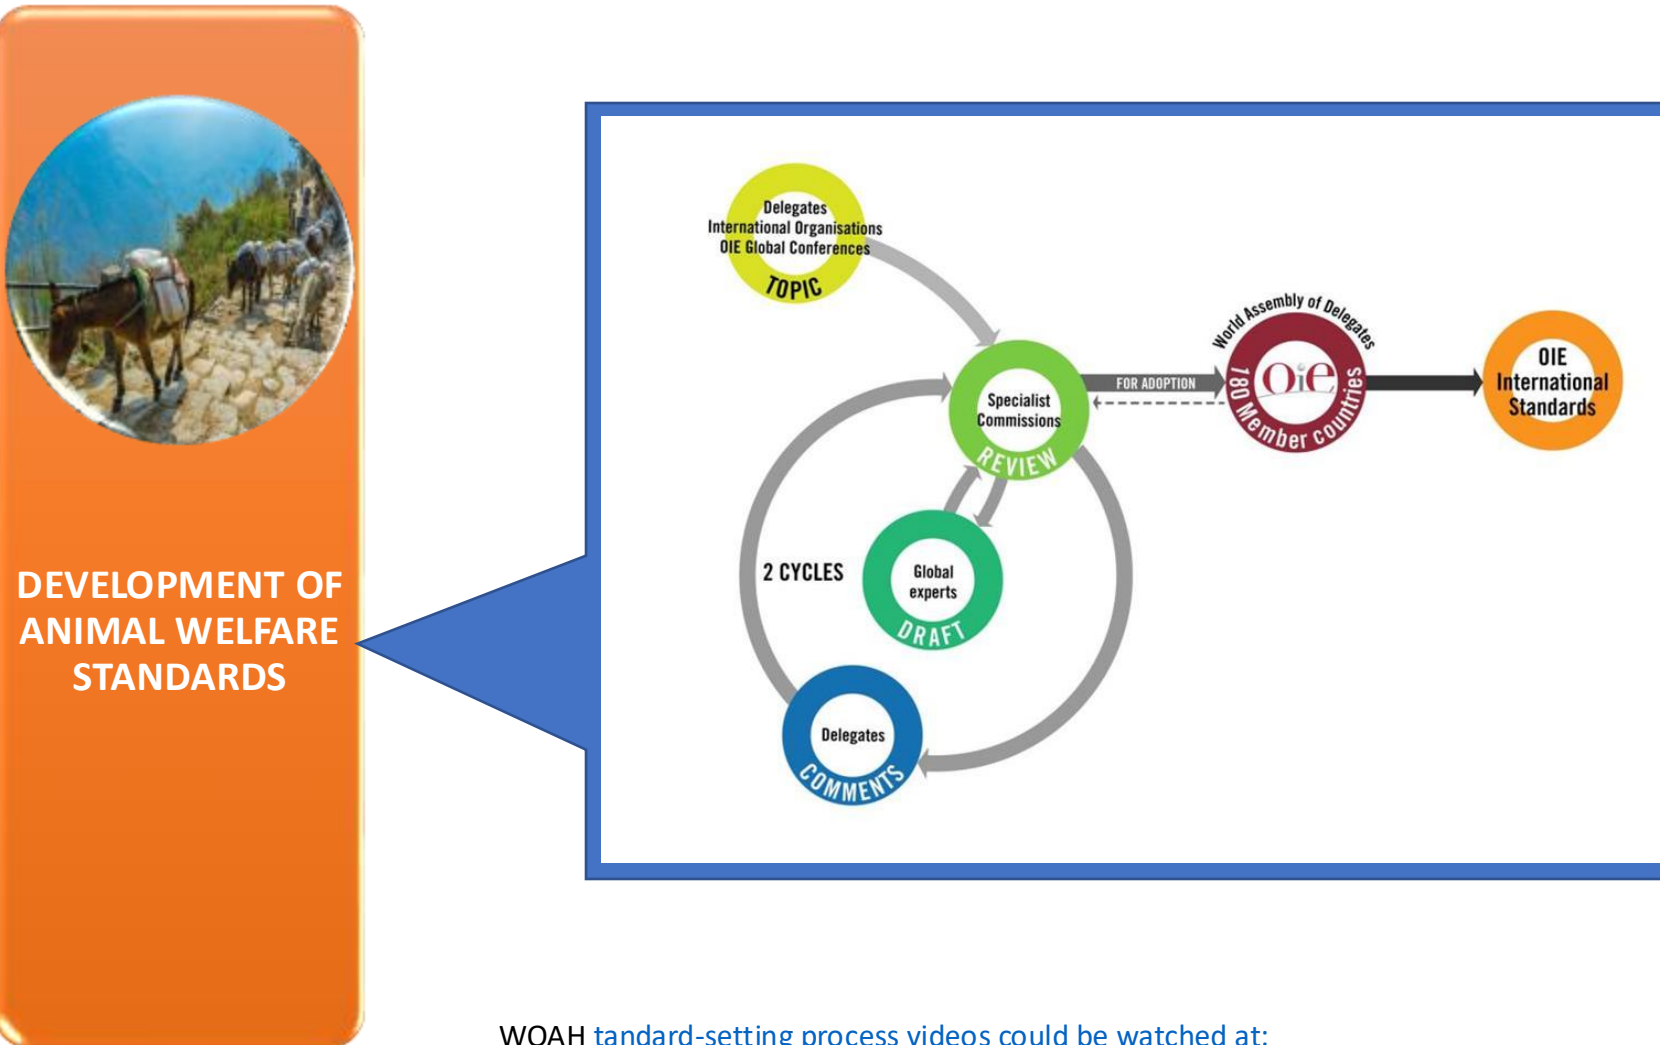 DEVELOPMENT OF
ANIMAL WELFARE
STANDARDS
Delegates
International Organisations
OIE Global Conferences
TOPIC
Specialist
Commissions
REVIEW
FOR ADOPTION
World Assembly of Delegates
OiE
180 Member countries
OIE
International
Standards
2 CYCLES
Global
experts
DRAFT
Delegates
COMMENTS
WOAH tandard-setting process videos could be watched at: